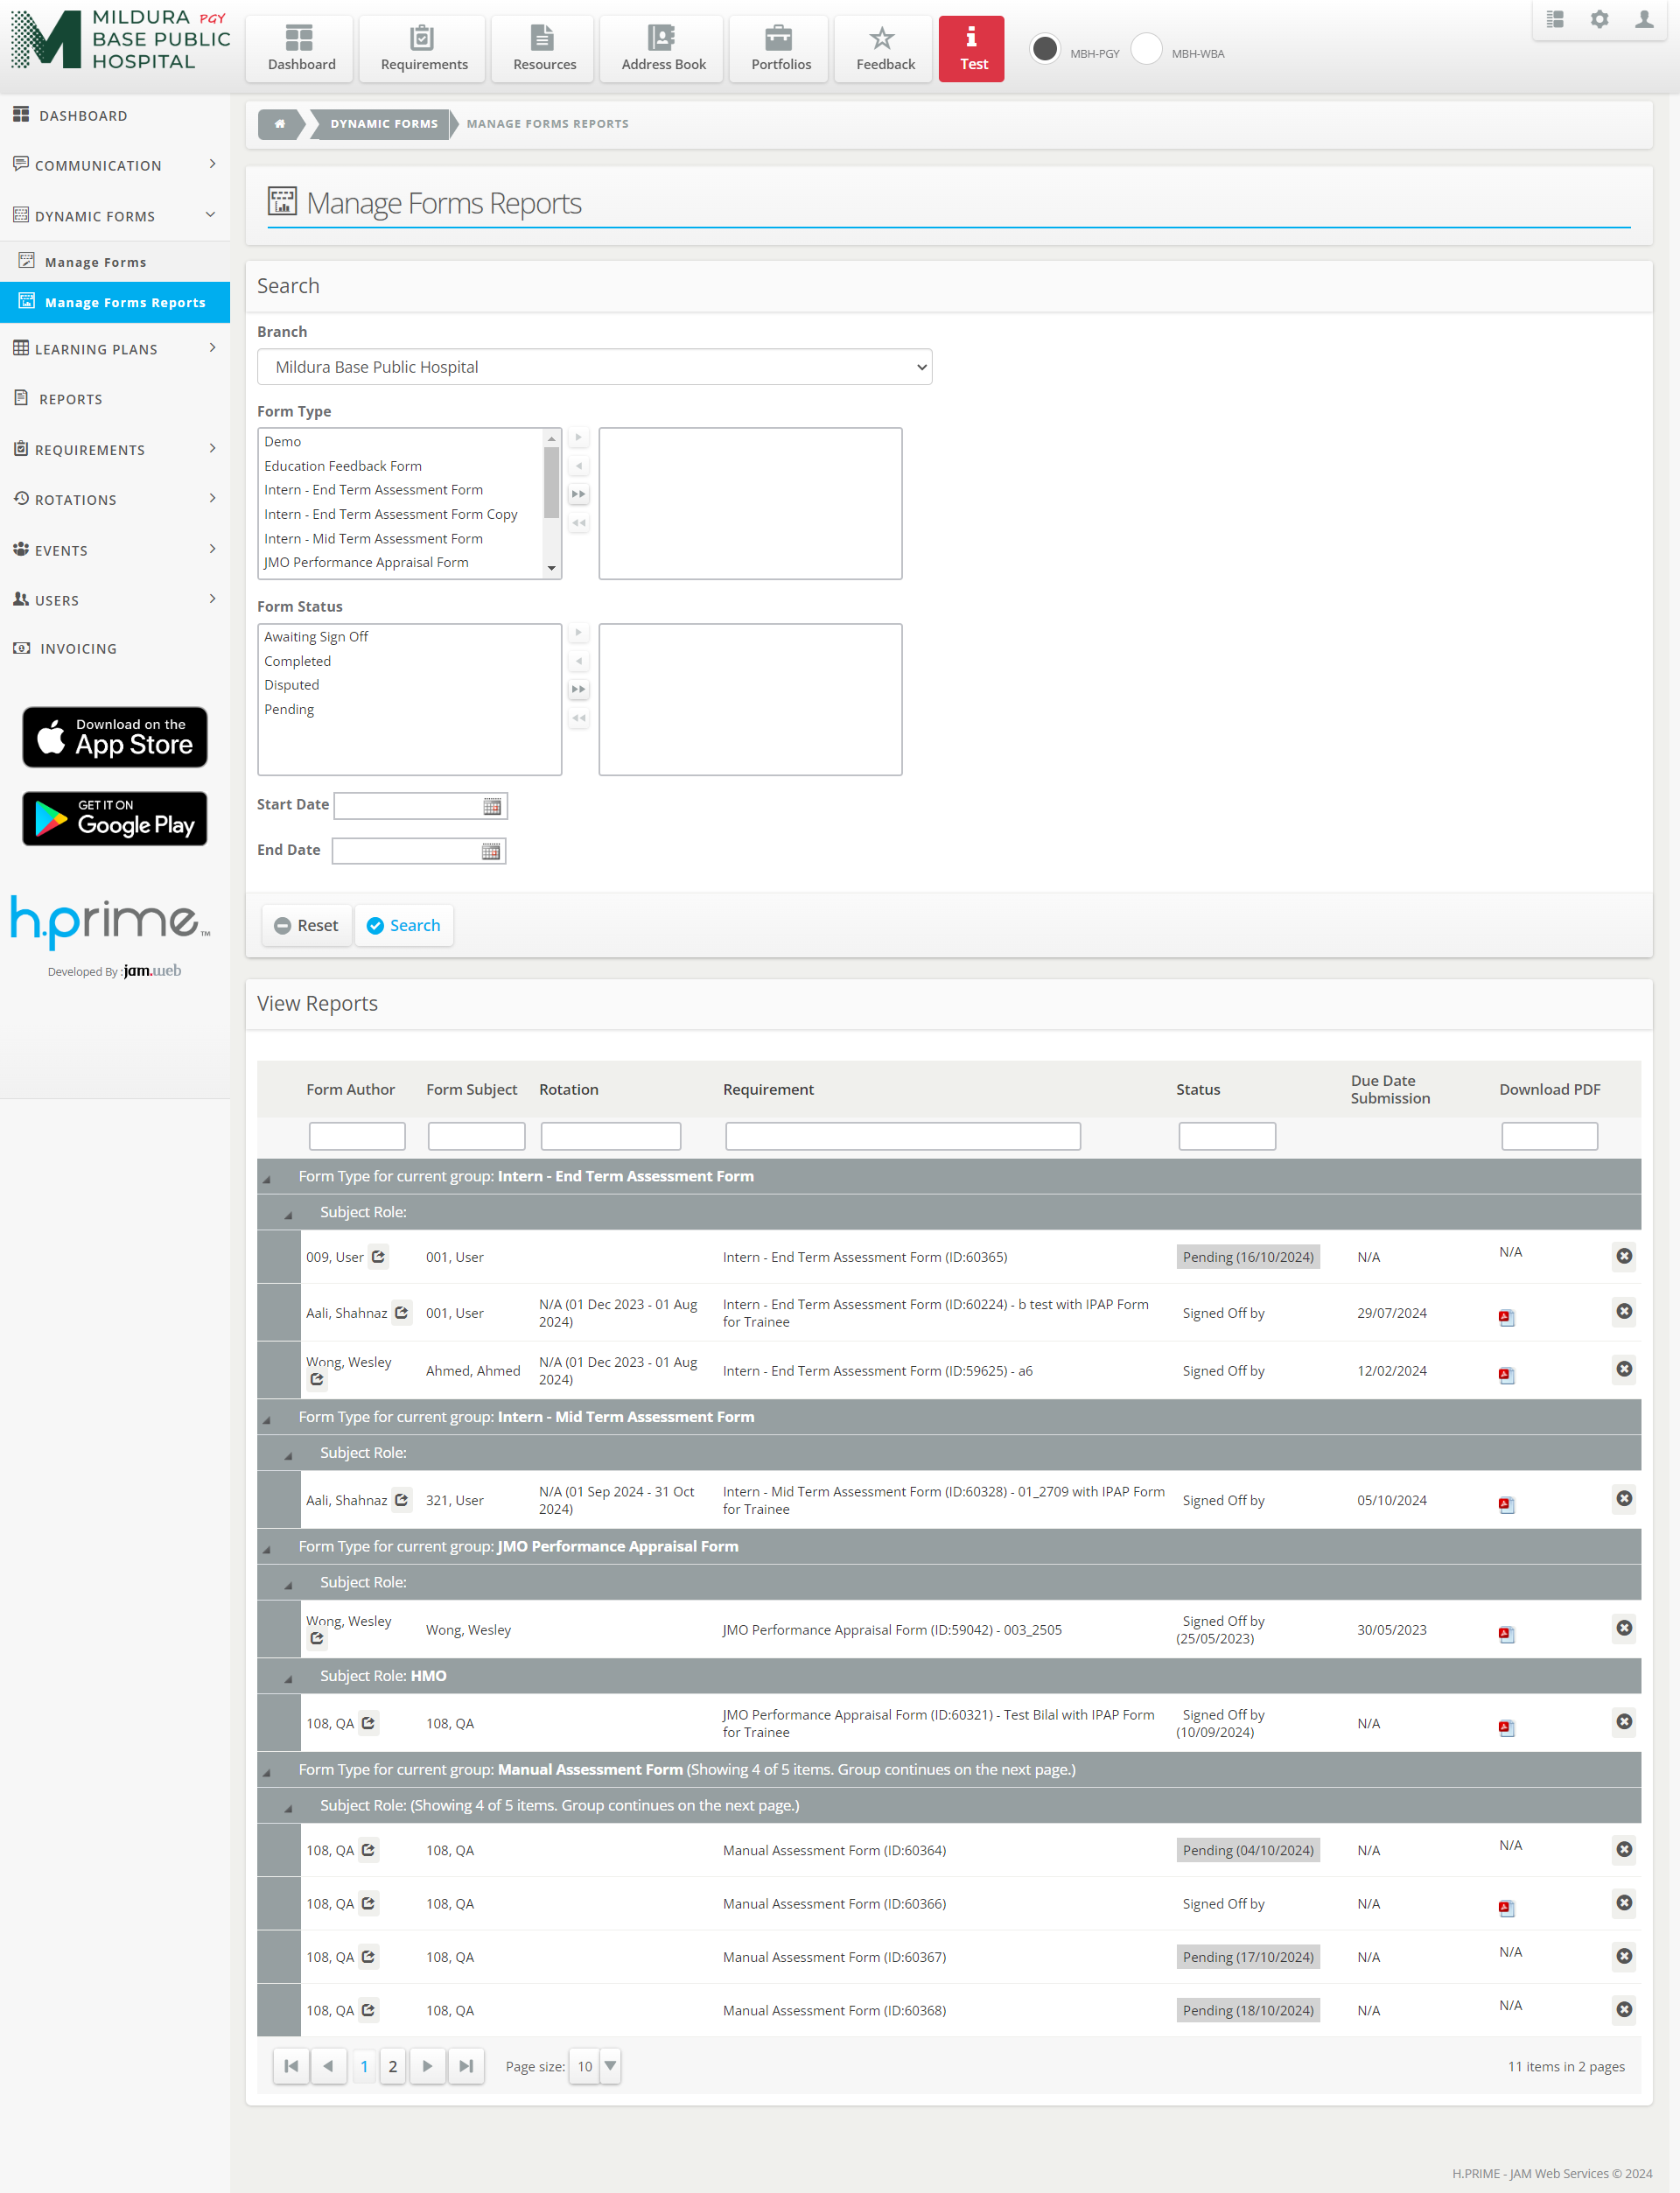 MILDURA PGY
BASE PUBLIC
HOSPITAL
Dashboard
Requirements
Resources
Address Book
Portfolios
Feedback
Test
MBH-PGY
MBH-WBA
DASHBOARD
COMMUNICATION
DYNAMIC FORMS
Manage Forms
Manage Forms Reports
LEARNING PLANS
REPORTS
REQUIREMENTS
ROTATIONS
EVENTS
USERS
INVOICING
Download on the
App Store
GET IT ON
Google Play
h.prime™
Developed By :jam.web
DYNAMIC FORMS
MANAGE FORMS REPORTS
Manage Forms Reports
Search
Branch
Mildura Base Public Hospital
Form Type
Demo
Education Feedback Form
Intern - End Term Assessment Form
Intern - End Term Assessment Form Copy
Intern - Mid Term Assessment Form
JMO Performance Appraisal Form
Form Status
Awaiting Sign Off
Completed
Disputed
Pending
Start Date
End Date
Reset
Search
View Reports
Form Author
Form Subject
Rotation
Requirement
Status
Due Date
Submission
Download PDF
Form Type for current group: Intern - End Term Assessment Form
Subject Role:
009, User
001, User
Intern - End Term Assessment Form (ID:60365)
Pending (16/10/2024)
N/A
N/A
Aali, Shahnaz
001, User
N/A (01 Dec 2023 - 01 Aug
2024)
Intern - End Term Assessment Form (ID:60224) - b test with IPAP Form
for Trainee
Signed Off by
29/07/2024
Wong, Wesley
Ahmed, Ahmed
N/A (01 Dec 2023 - 01 Aug
2024)
Intern - End Term Assessment Form (ID:59625) - a6
Signed Off by
12/02/2024
Form Type for current group: Intern - Mid Term Assessment Form
Subject Role:
Aali, Shahnaz
321, User
N/A (01 Sep 2024 - 31 Oct
2024)
Intern - Mid Term Assessment Form (ID:60328) - 01_2709 with IPAP Form
for Trainee
Signed Off by
05/10/2024
Form Type for current group: JMO Performance Appraisal Form
Subject Role:
Wong, Wesley
Wong, Wesley
JMO Performance Appraisal Form (ID:59042) - 003_2505
Signed Off by
(25/05/2023)
30/05/2023
Subject Role: HMO
108, QA
108, QA
JMO Performance Appraisal Form (ID:60321) - Test Bilal with IPAP Form
for Trainee
Signed Off by
(10/09/2024)
N/A
Form Type for current group: Manual Assessment Form (Showing 4 of 5 items. Group continues on the next page.)
Subject Role: (Showing 4 of 5 items. Group continues on the next page.)
108, QA
108, QA
Manual Assessment Form (ID:60364)
Pending (04/10/2024)
N/A
N/A
108, QA
108, QA
Manual Assessment Form (ID:60366)
Signed Off by
N/A
108, QA
108, QA
Manual Assessment Form (ID:60367)
Pending (17/10/2024)
N/A
N/A
108, QA
108, QA
Manual Assessment Form (ID:60368)
Pending (18/10/2024)
N/A
N/A
1
2
Page size: 10
11 items in 2 pages
H.PRIME - JAM Web Services © 2024